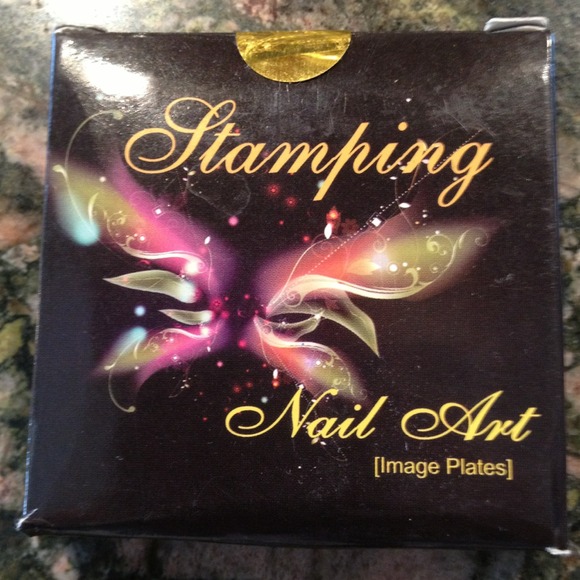 Stamping
Nail Art
[Image Plates]